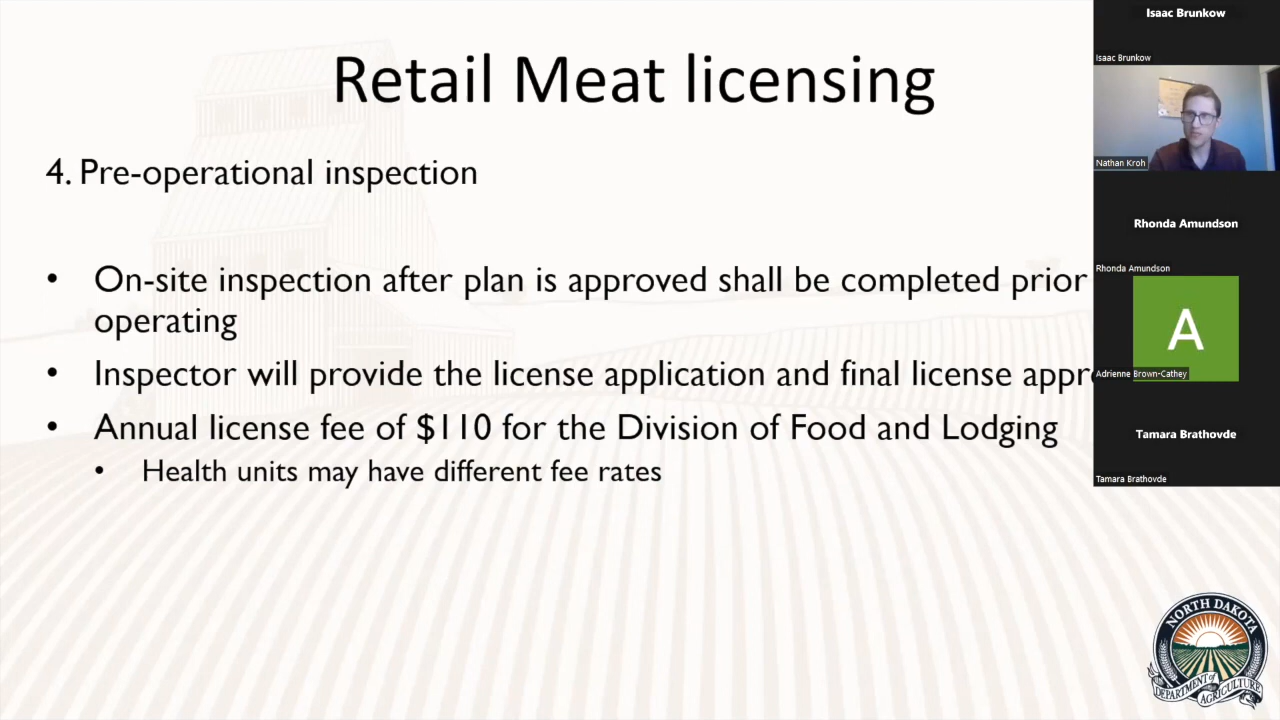 Retail Meat licensing
4. Pre-operational inspection
• On-site inspection after plan is approved shall be completed prior
operating
• Inspector will provide the license application and final license
• Annual license fee of $110 for the Division of Food and Lodging
• Health units may have different fee rates
Isaac Brunkow
Isaac Brunkow
Nathan Kroh
Rhonda Amundson
Rhonda Amundson
A
Adrienne Brown-Cathey
Tamara Brathovde
Tamara Brathovde
NORTH DAKOTA
DEPARTMENT of AGRICULTURE